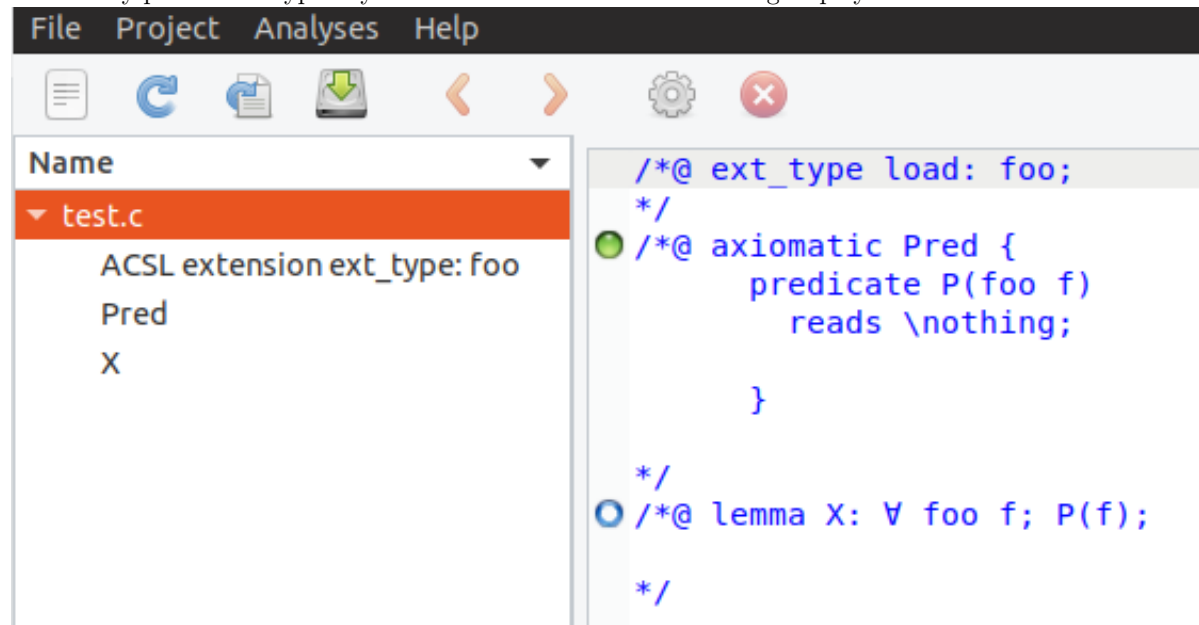 File Project Analyses Help
Name
test.c
ACSL extension ext_type: foo
Pred
X
/*@ ext_type load: foo;
*/
/*@ axiomatic Pred {
predicate P(foo f)
reads \nothing;
}
*/
/*@ lemma X: ∀ foo f; P(f);
*/